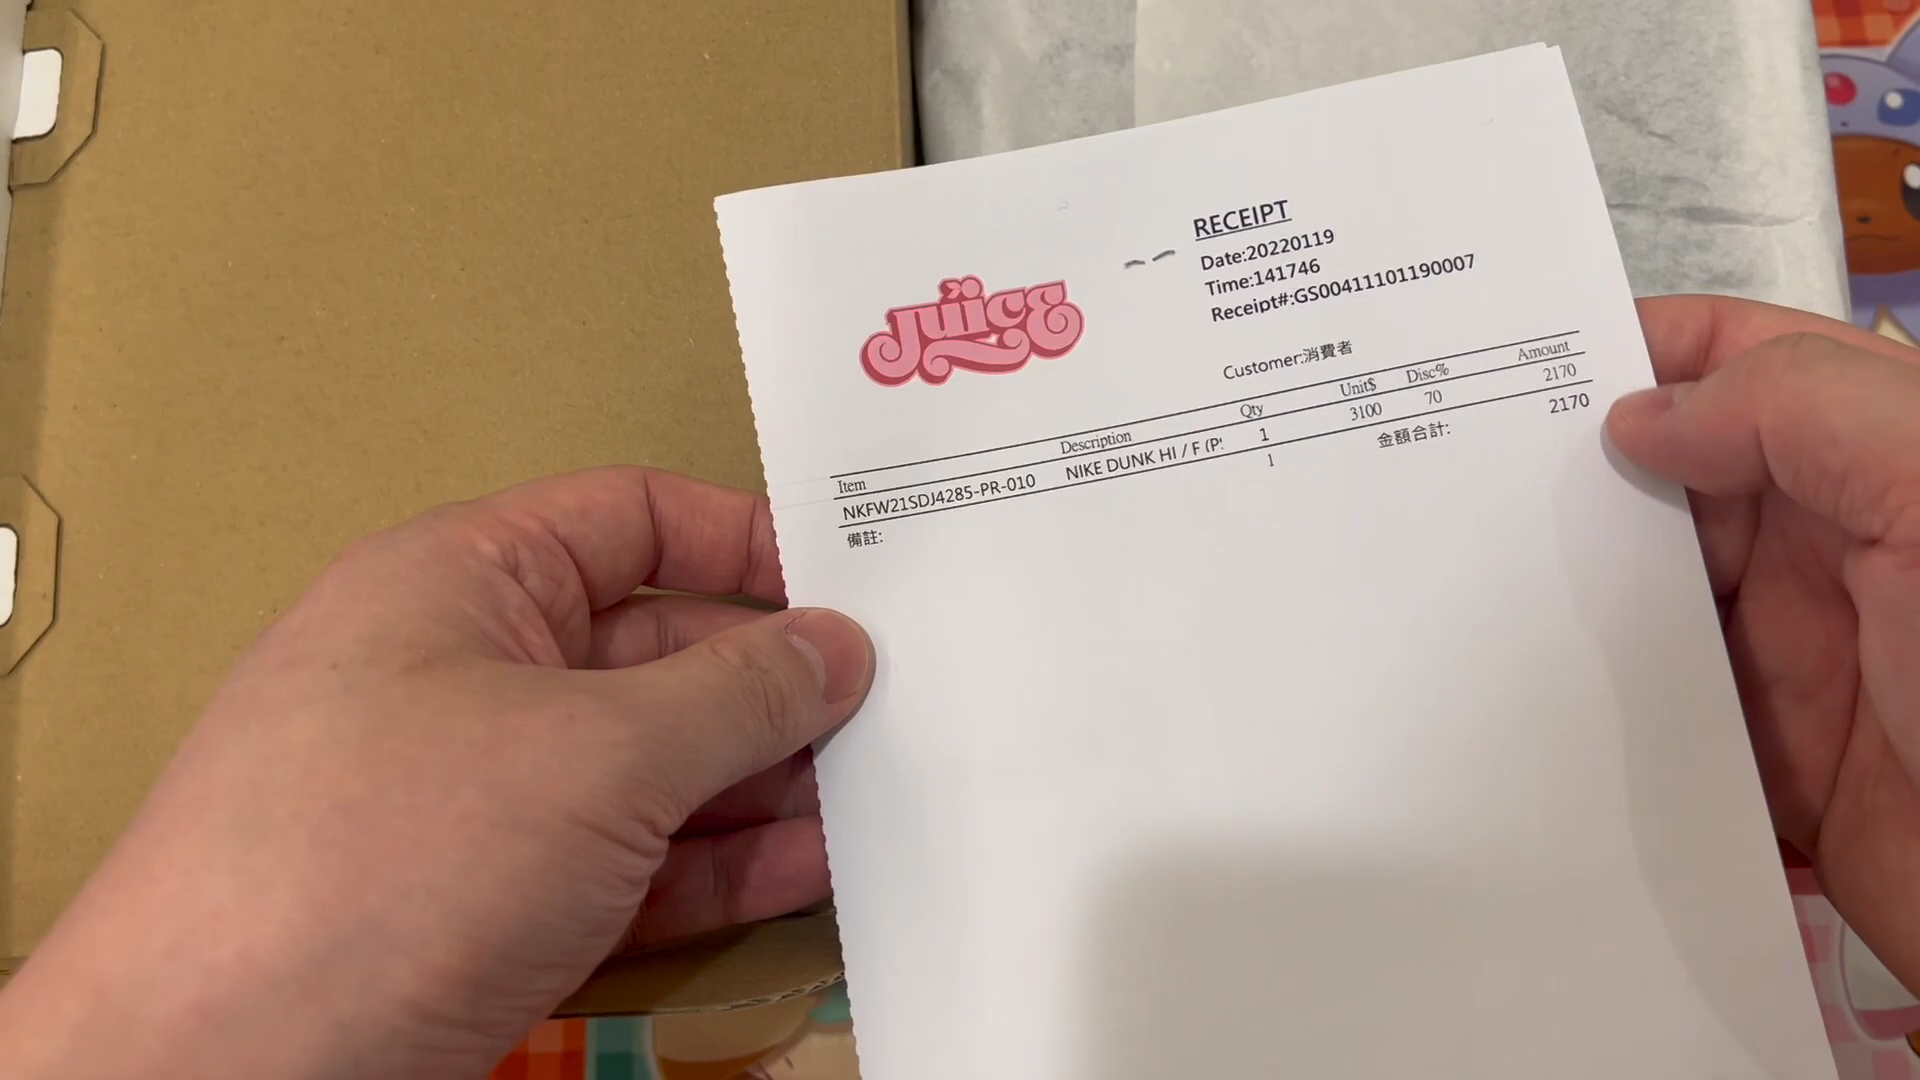 Juice
RECEIPT
Date:20220119
Time:141746
Receipt#:GS00411101190007
Customer:消費者
Item Description Qty Unit$ Disc% Amount
NKFW21SDJ4285-PR-010 NIKE DUNK HI / F (P: 1 3100 70 2170
備註: 1 金額合計: 2170